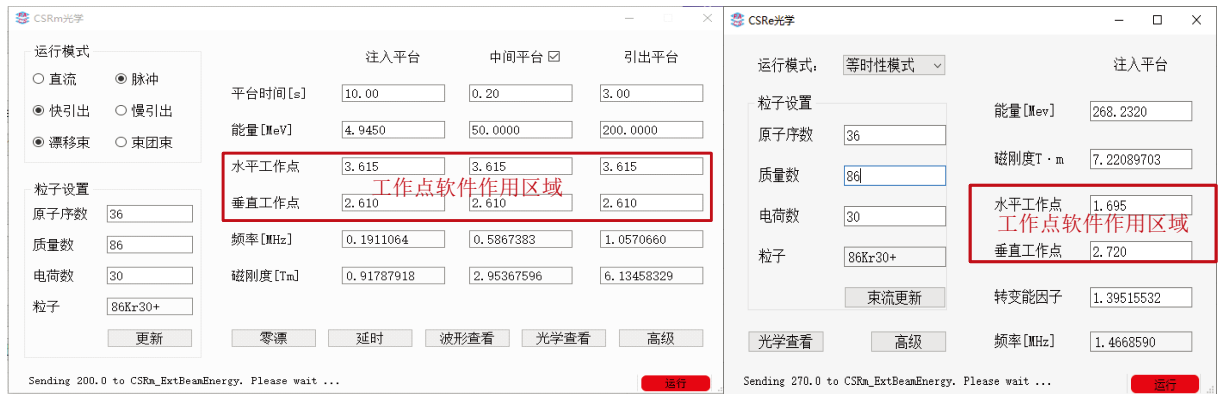 CSRm光学
运行模式
直流
脉冲
快引出
慢引出
漂移束
束团束
粒子设置
原子序数 36
质量数 86
电荷数 30
粒子 86Kr30+
更新
注入平台 中间平台 引出平台
平台时间[s] 10.00 0.20 3.00
能量[MeV] 4.9450 50.0000 200.0000
水平工作点 3.615 3.615 3.615
工作点软件作用区域
垂直工作点 2.610 2.610 2.610
频率[MHz] 0.1911064 0.5867383 1.0570660
磁刚度[Tm] 0.91787918 2.95367596 6.13458329
零漂 延时 波形查看 光学查看 高级
Sending 200.0 to CSRm_ExtBeamEnergy. Please wait ...
运行
CSRe光学
运行模式: 等时性模式
粒子设置
原子序数 36
质量数 86
电荷数 30
粒子 86Kr30+
束流更新
光学查看 高级
注入平台
能量[Mev] 268.2320
磁刚度T·m 7.22089703
水平工作点 1.695
工作点软件作用区域
垂直工作点 2.720
转变能因子 1.39515532
频率[MHz] 1.4668590
Sending 270.0 to CSRm_ExtBeamEnergy. Please wait ...
运行